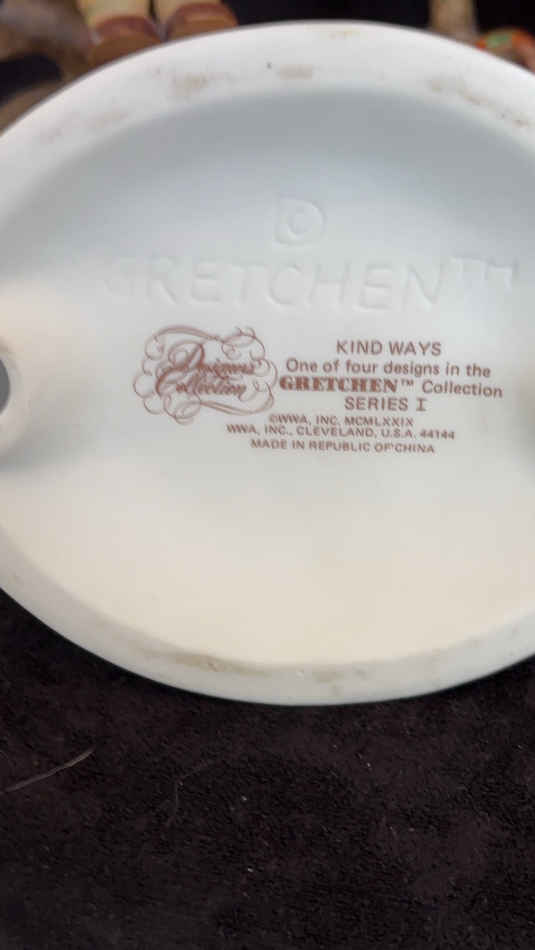 ©
GRETCHEN™
Designers
Collection
KIND WAYS
One of four designs in the
GRETCHEN™ Collection
SERIES I
©WWA, INC. MCMLXXIX
WWA, INC., CLEVELAND, U.S.A. 44144
MADE IN REPUBLIC OF CHINA